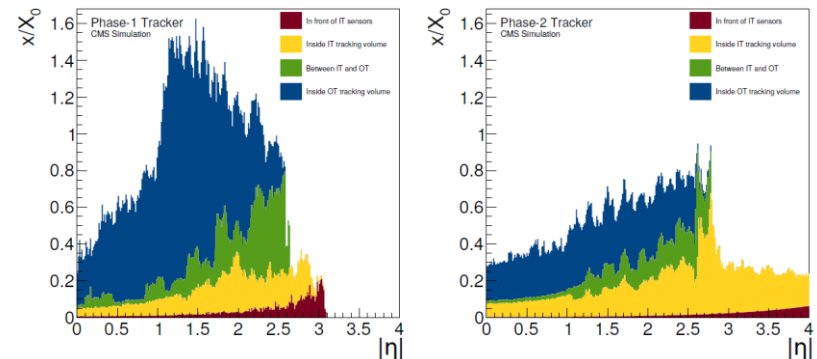 x/X0
1.6
1.4
1.2
1
0.8
0.6
0.4
0.2
0
Phase-1 Tracker
CMS Simulation
In front of IT sensors
Inside IT tracking volume
Between IT and OT
Inside OT tracking volume
0 0.5 1 1.5 2 2.5 3 3.5 4
|η|
x/X0
1.6
1.4
1.2
1
0.8
0.6
0.4
0.2
0
Phase-2 Tracker
CMS Simulation
In front of IT sensors
Inside IT tracking volume
Between IT and OT
Inside OT tracking volume
0 0.5 1 1.5 2 2.5 3 3.5 4
|η|